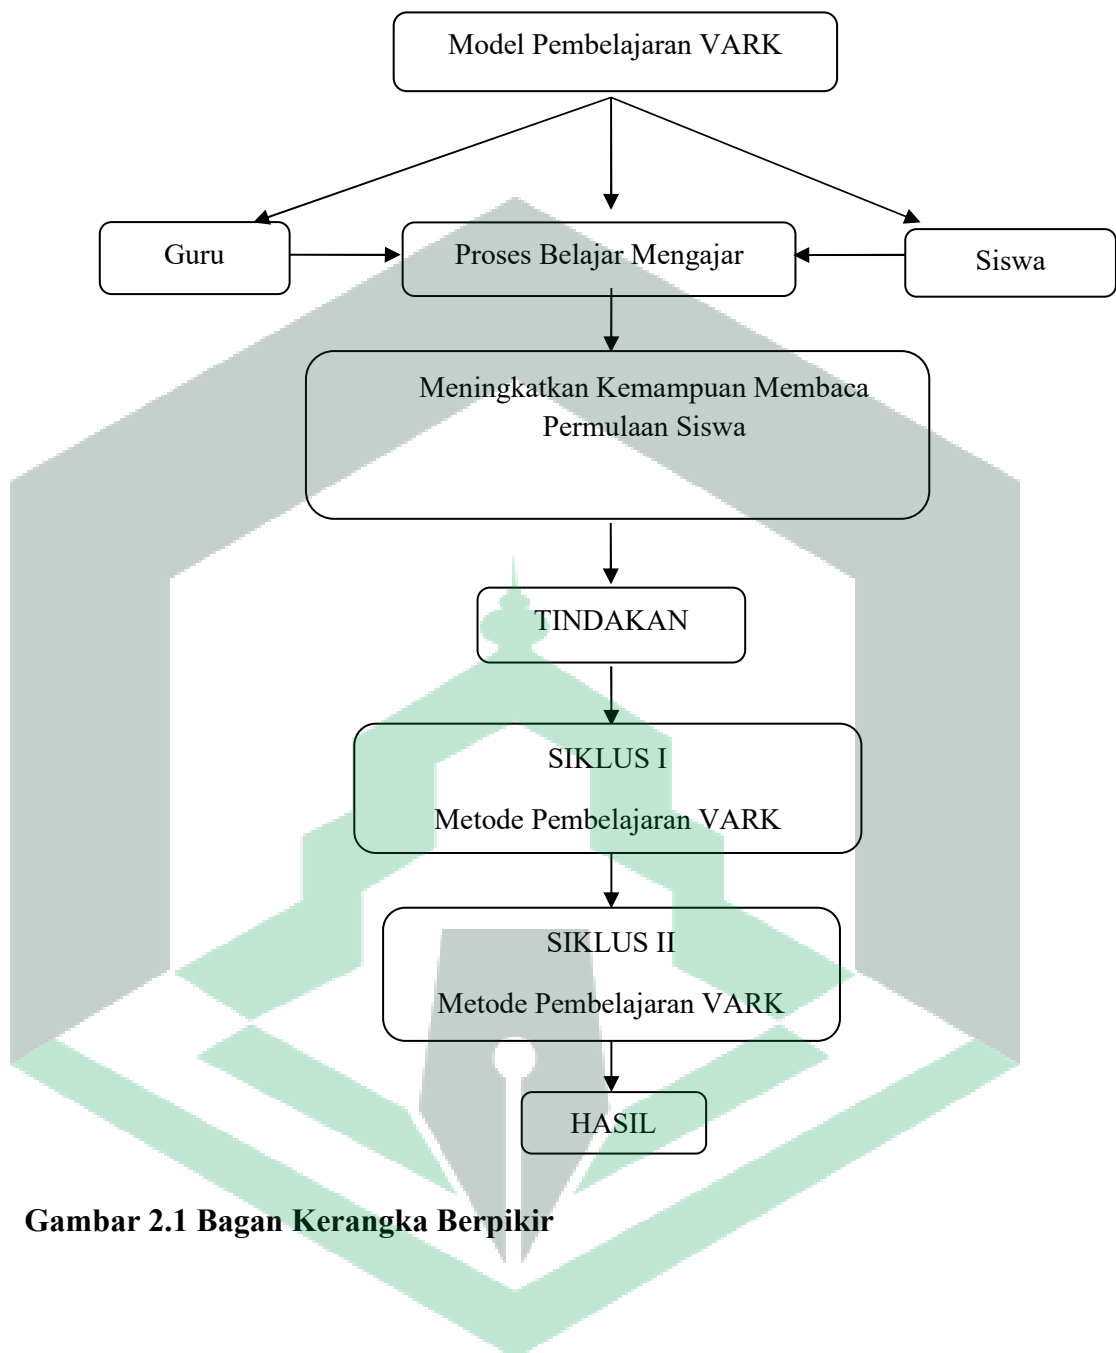 Model Pembelajaran VARK
Guru
Proses Belajar Mengajar
Siswa
Meningkatkan Kemampuan Membaca
Permulaan Siswa
TINDAKAN
SIKLUS I
Metode Pembelajaran VARK
SIKLUS II
Metode Pembelajaran VARK
HASIL
Gambar 2.1 Bagan Kerangka Berpikir